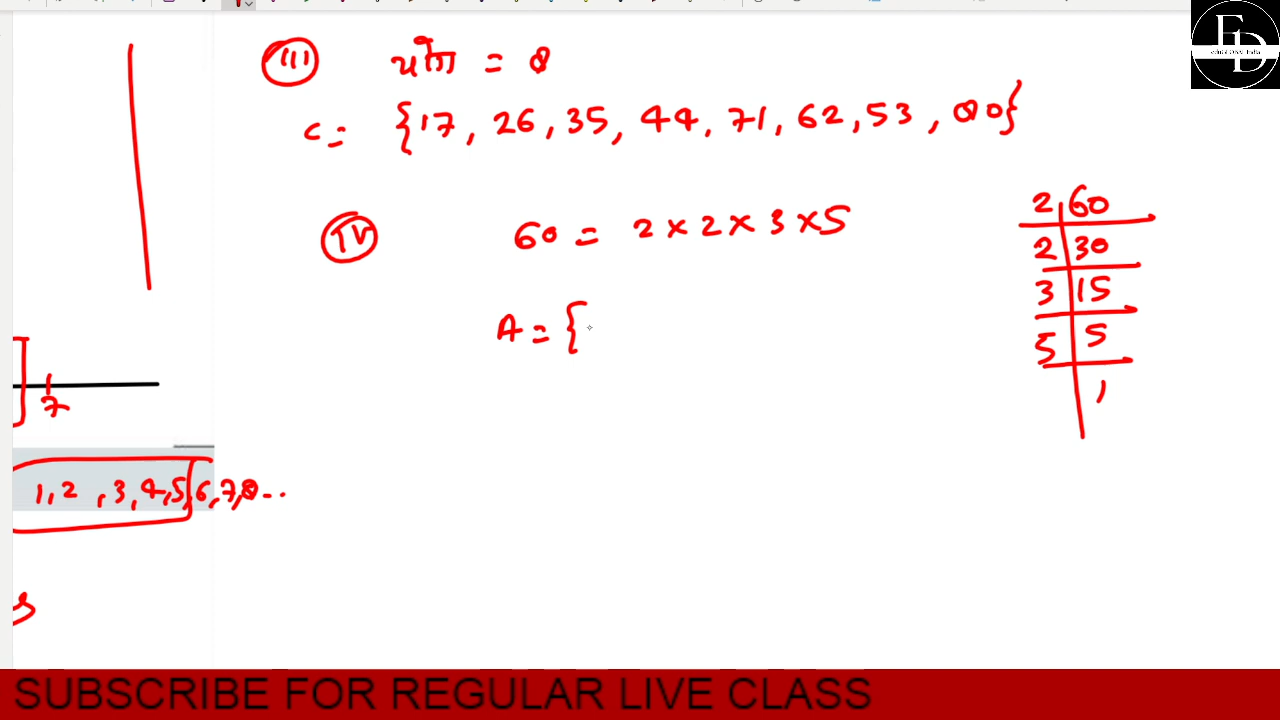 (III) योग = 8
C = {17, 26, 35, 44, 71, 62, 53, 80}
(IV) 60 = 2 × 2 × 3 × 5
A = {
2 60
2 30
3 15
5 5
1
7
1, 2, 3, 4, 5, 6, 7, 8 - ..
s
ED
SUBSCRIBE FOR REGULAR LIVE CLASS